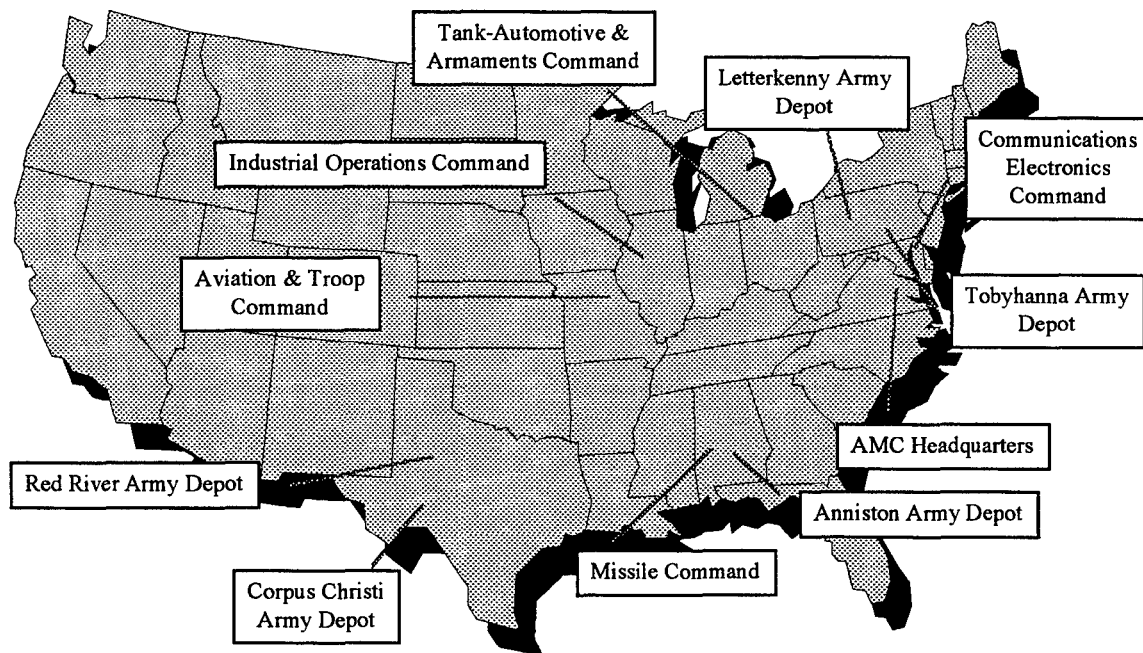 Tank-Automotive &
Armaments Command
Letterkenny Army
Depot
Communications
Electronics
Command
Industrial Operations Command
Aviation & Troop
Command
Tobyhanna Army
Depot
AMC Headquarters
Red River Army Depot
Anniston Army Depot
Missile Command
Corpus Christi
Army Depot